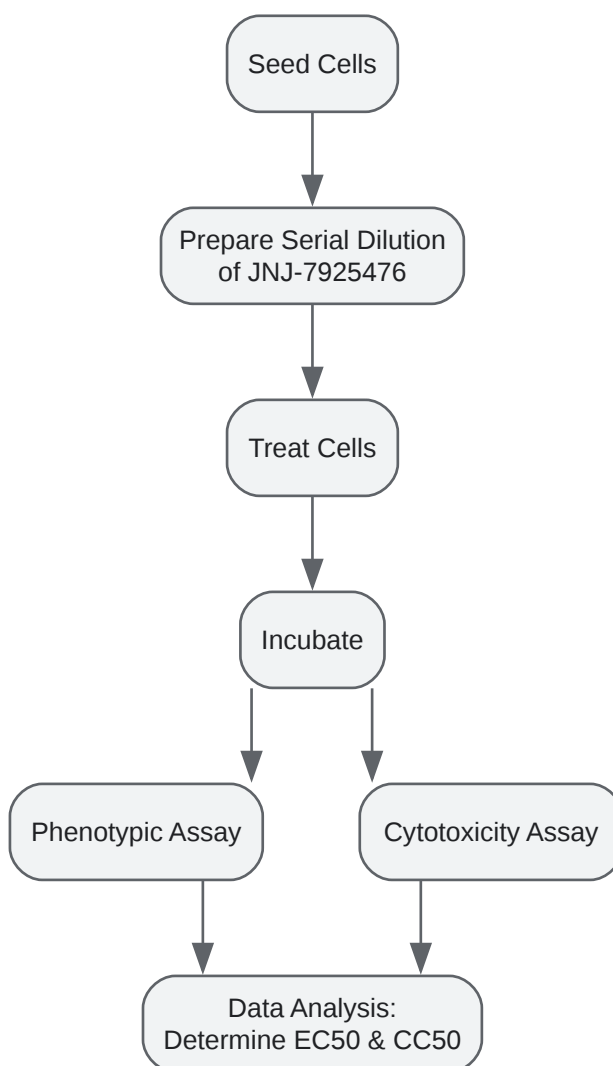 Seed Cells
Prepare Serial Dilution
of JNJ-7925476
Treat Cells
Incubate
Phenotypic Assay
Cytotoxicity Assay
Data Analysis:
Determine EC50 & CC50